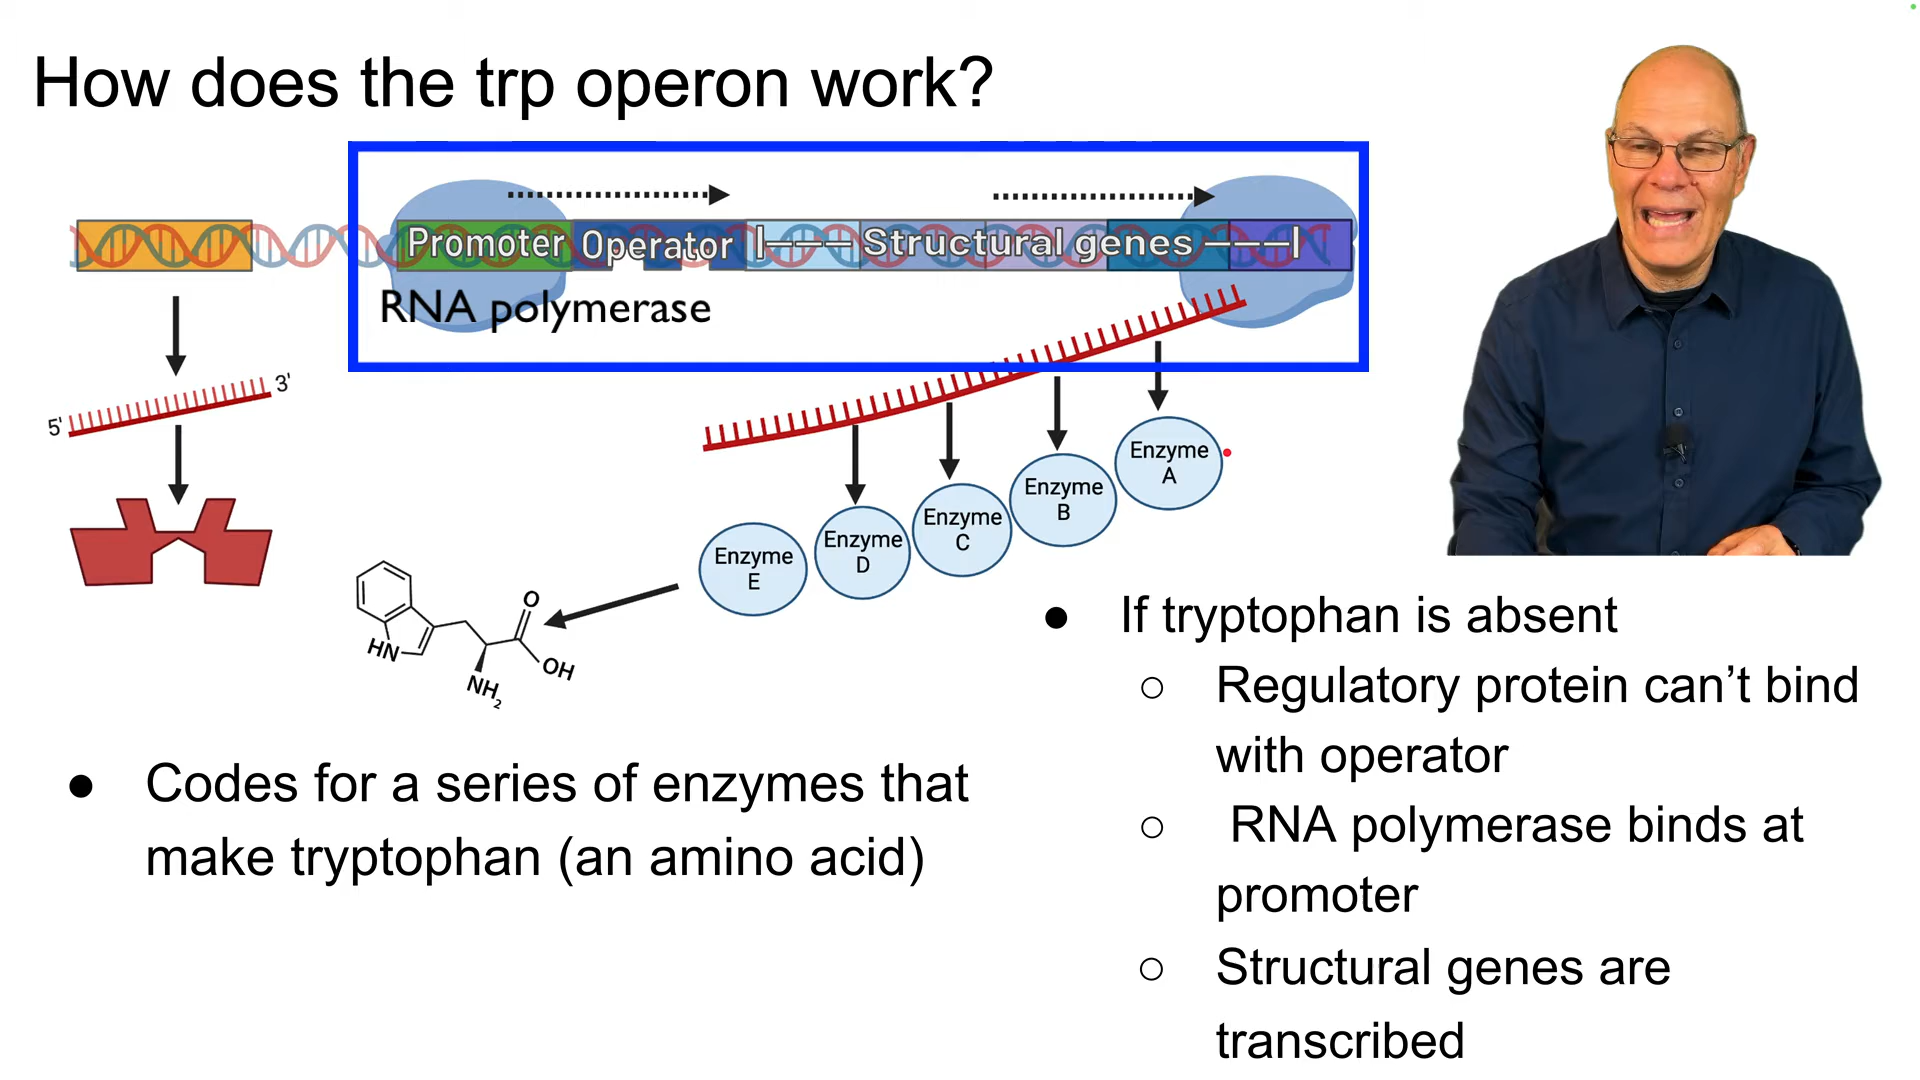 How does the trp operon work?
Promoter Operator |––– Structural genes –––|
RNA polymerase
5'
3'
Enzyme
A
Enzyme
B
Enzyme
C
Enzyme
D
Enzyme
E
O
HN
OH
NH2
● Codes for a series of enzymes that
make tryptophan (an amino acid)
● If tryptophan is absent
○ Regulatory protein can’t bind
with operator
○ RNA polymerase binds at
promoter
○ Structural genes are
transcribed